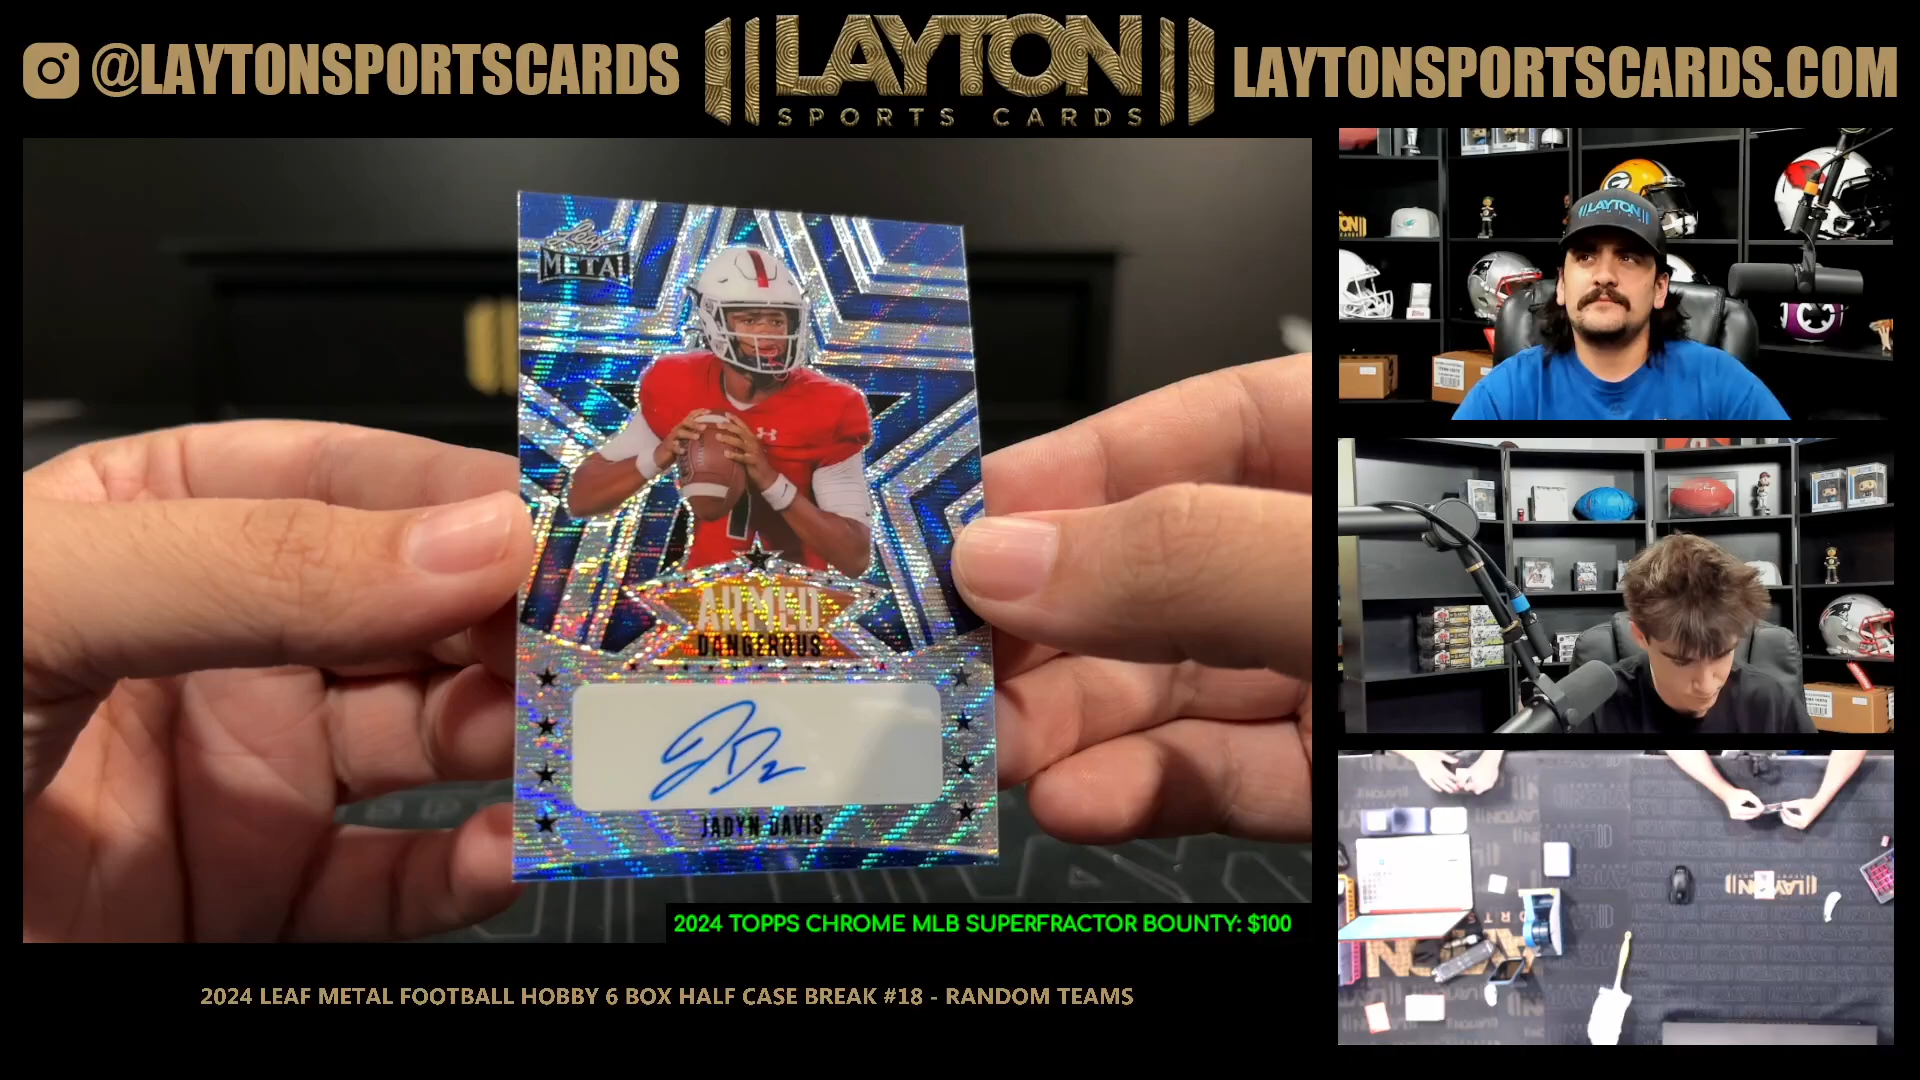 @LAYTONSPORTSCARDS
LAYTON
SPORTS CARDS
LAYTONSPORTSCARDS.COM
Leaf
METAL
ARMED
DANGEROUS
JADYN DAVIS
2024 TOPPS CHROME MLB SUPERFRACTOR BOUNTY: $100
2024 LEAF METAL FOOTBALL HOBBY 6 BOX HALF CASE BREAK #18 - RANDOM TEAMS
LAYTON
LAYTON